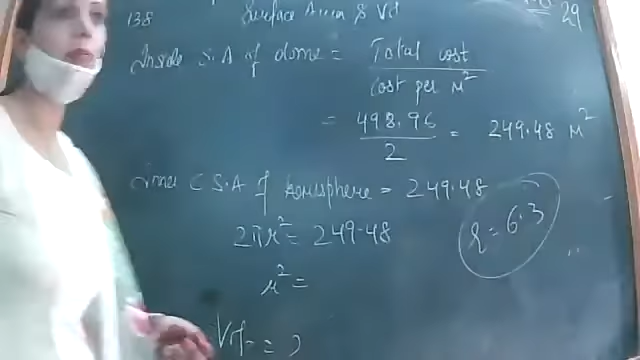 138 Surface Area & Vol 29
Inside S.A of dome = Total cost
Cost per M²
= 498.96 = 249.48 M²
2
Inner C S.A of hemisphere = 249.48
2πr² = 249.48
r = 6.3
r² =
Vol = 2